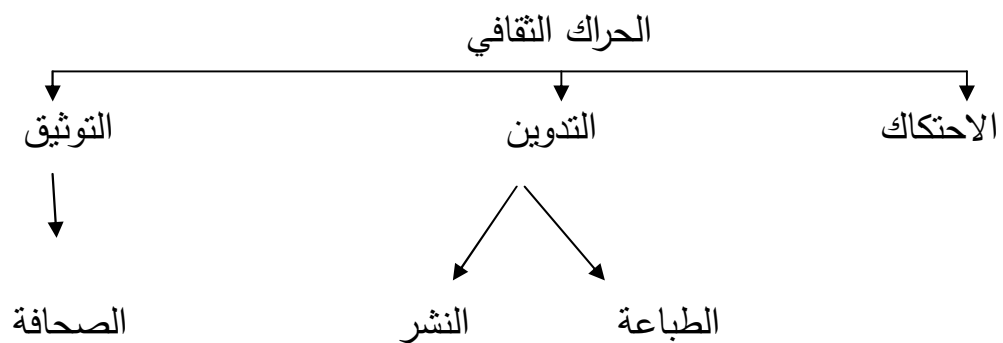 الحراك الثقافي
الاحتكاك التدوين التوثيق
الطباعة النشر الصحافة